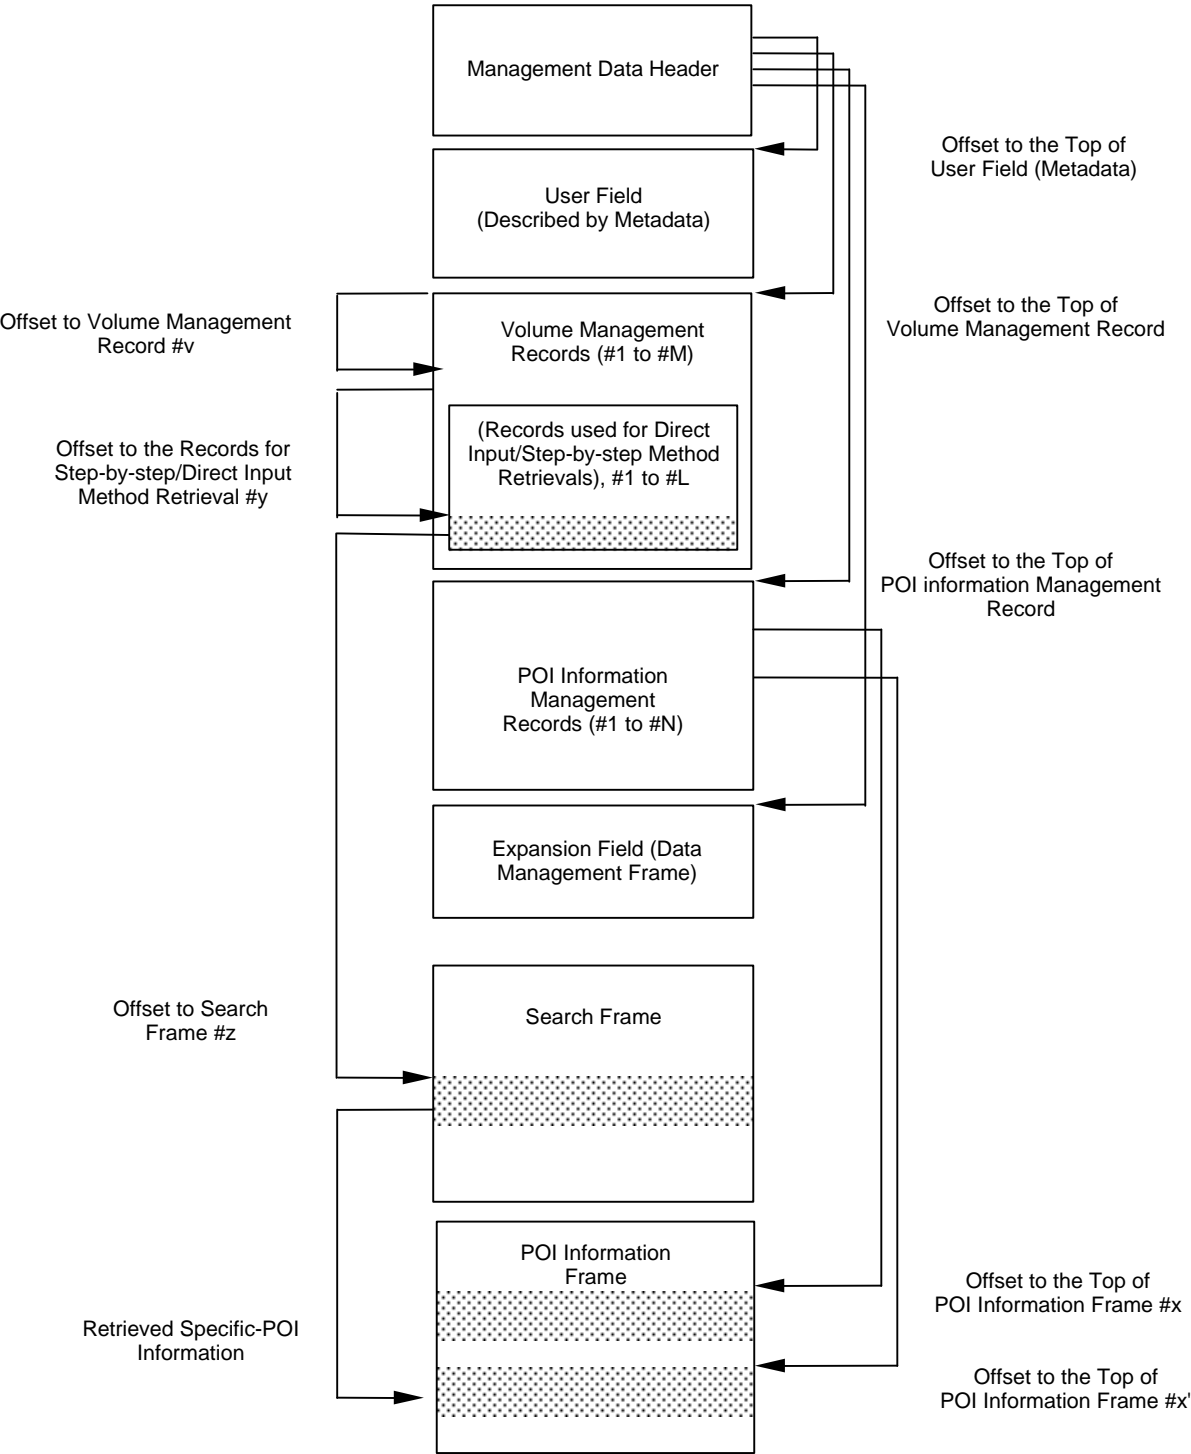 Management Data Header
Offset to the Top of
User Field (Metadata)
User Field
(Described by Metadata)
Offset to the Top of
Volume Management Record
Offset to Volume Management
Record #v
Volume Management
Records (#1 to #M)
(Records used for Direct
Input/Step-by-step Method
Retrievals), #1 to #L
Offset to the Records for
Step-by-step/Direct Input
Method Retrieval #y
Offset to the Top of
POI information Management
Record
POI Information
Management
Records (#1 to #N)
Expansion Field (Data
Management Frame)
Offset to Search
Frame #z
Search Frame
POI Information
Frame
Offset to the Top of
POI Information Frame #x
Retrieved Specific-POI
Information
Offset to the Top of
POI Information Frame #x'